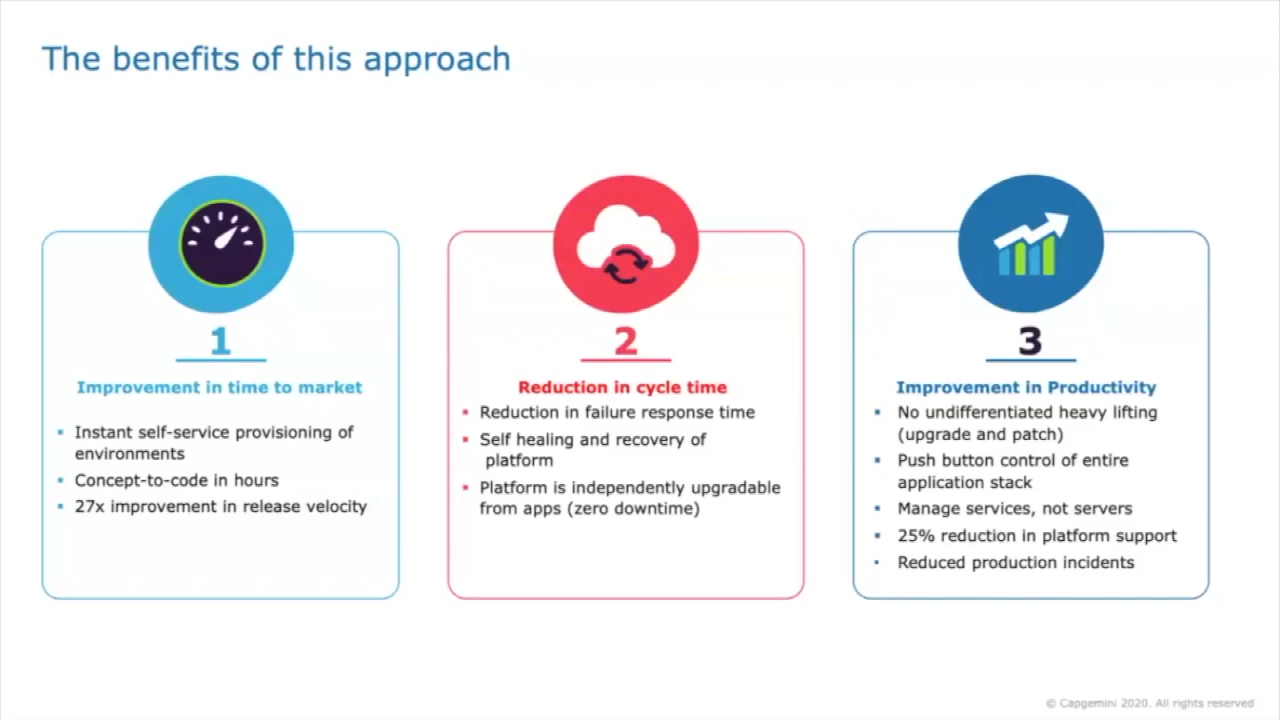 The benefits of this approach
1
Improvement in time to market
▪ Instant self-service provisioning of
environments
▪ Concept-to-code in hours
▪ 27x improvement in release velocity
2
Reduction in cycle time
▪ Reduction in failure response time
▪ Self healing and recovery of
platform
▪ Platform is independently upgradable
from apps (zero downtime)
3
Improvement in Productivity
▪ No undifferentiated heavy lifting
(upgrade and patch)
▪ Push button control of entire
application stack
▪ Manage services, not servers
▪ 25% reduction in platform support
▪ Reduced production incidents
© Capgemini 2020. All rights reserved